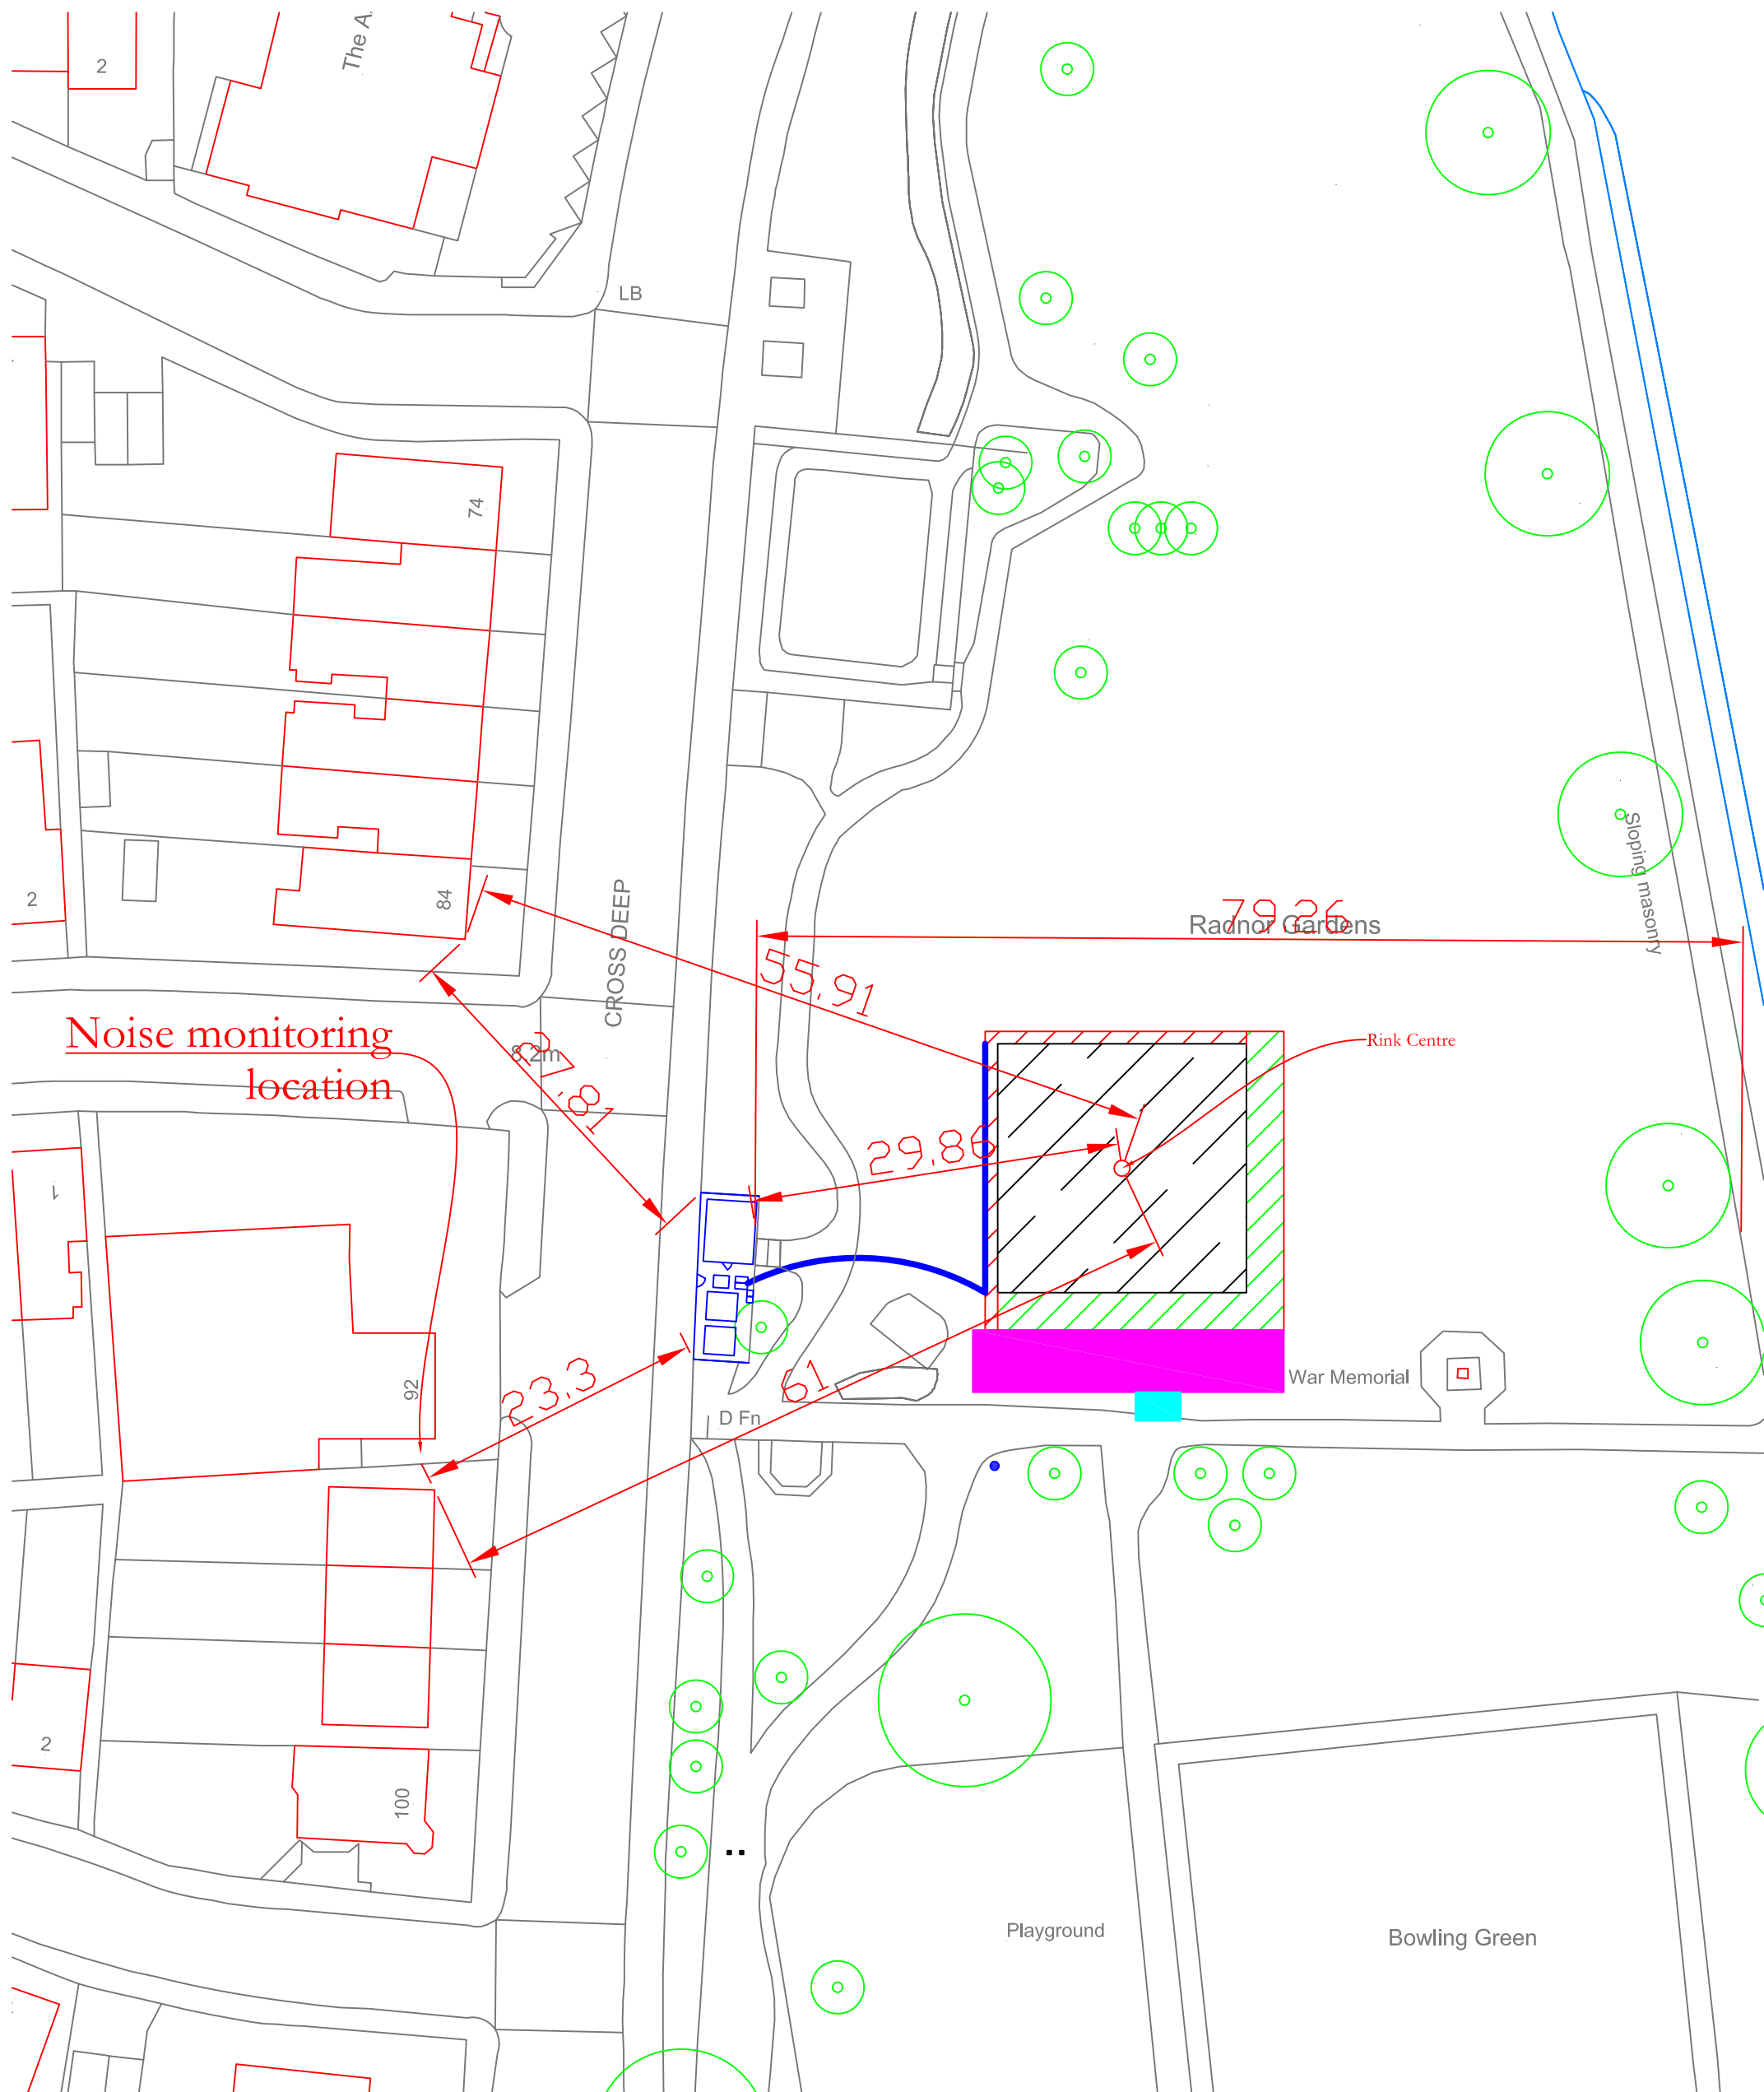 2
The A
LB
74
84
2
CROSS DEEP
Radnor Gardens
79.26
Sloping masonry
55.91
Noise monitoring
location
8.2m
27.81
Rink Centre
29.86
1
92
23.3
61
War Memorial
D Fn
2
100
Playground
Bowling Green